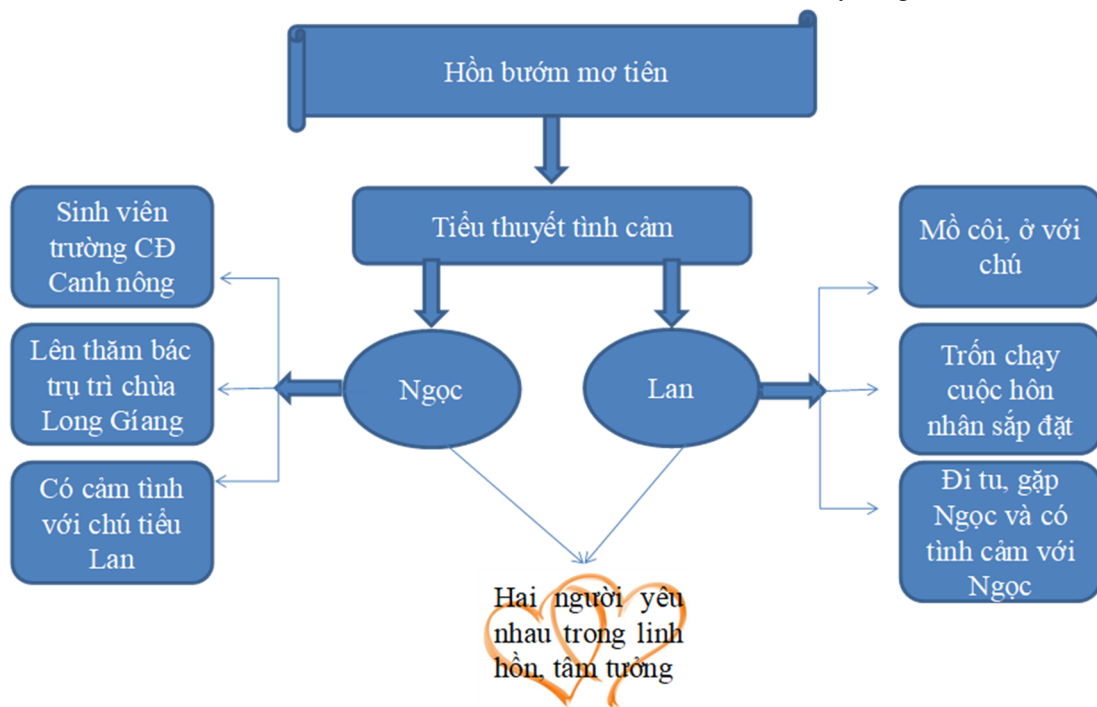 Hồn bướm mơ tiên
Tiểu thuyết tình cảm
Sinh viên
trường CĐ
Canh nông
Lên thăm bác
trụ trì chùa
Long Gíang
Có cảm tình
với chú tiểu
Lan
Ngọc
Lan
Mồ côi, ở với
chú
Trốn chạy
cuộc hôn
nhân sắp đặt
Đi tu, gặp
Ngọc và có
tình cảm với
Ngọc
Hai người yêu
nhau trong linh
hồn, tâm tưởng